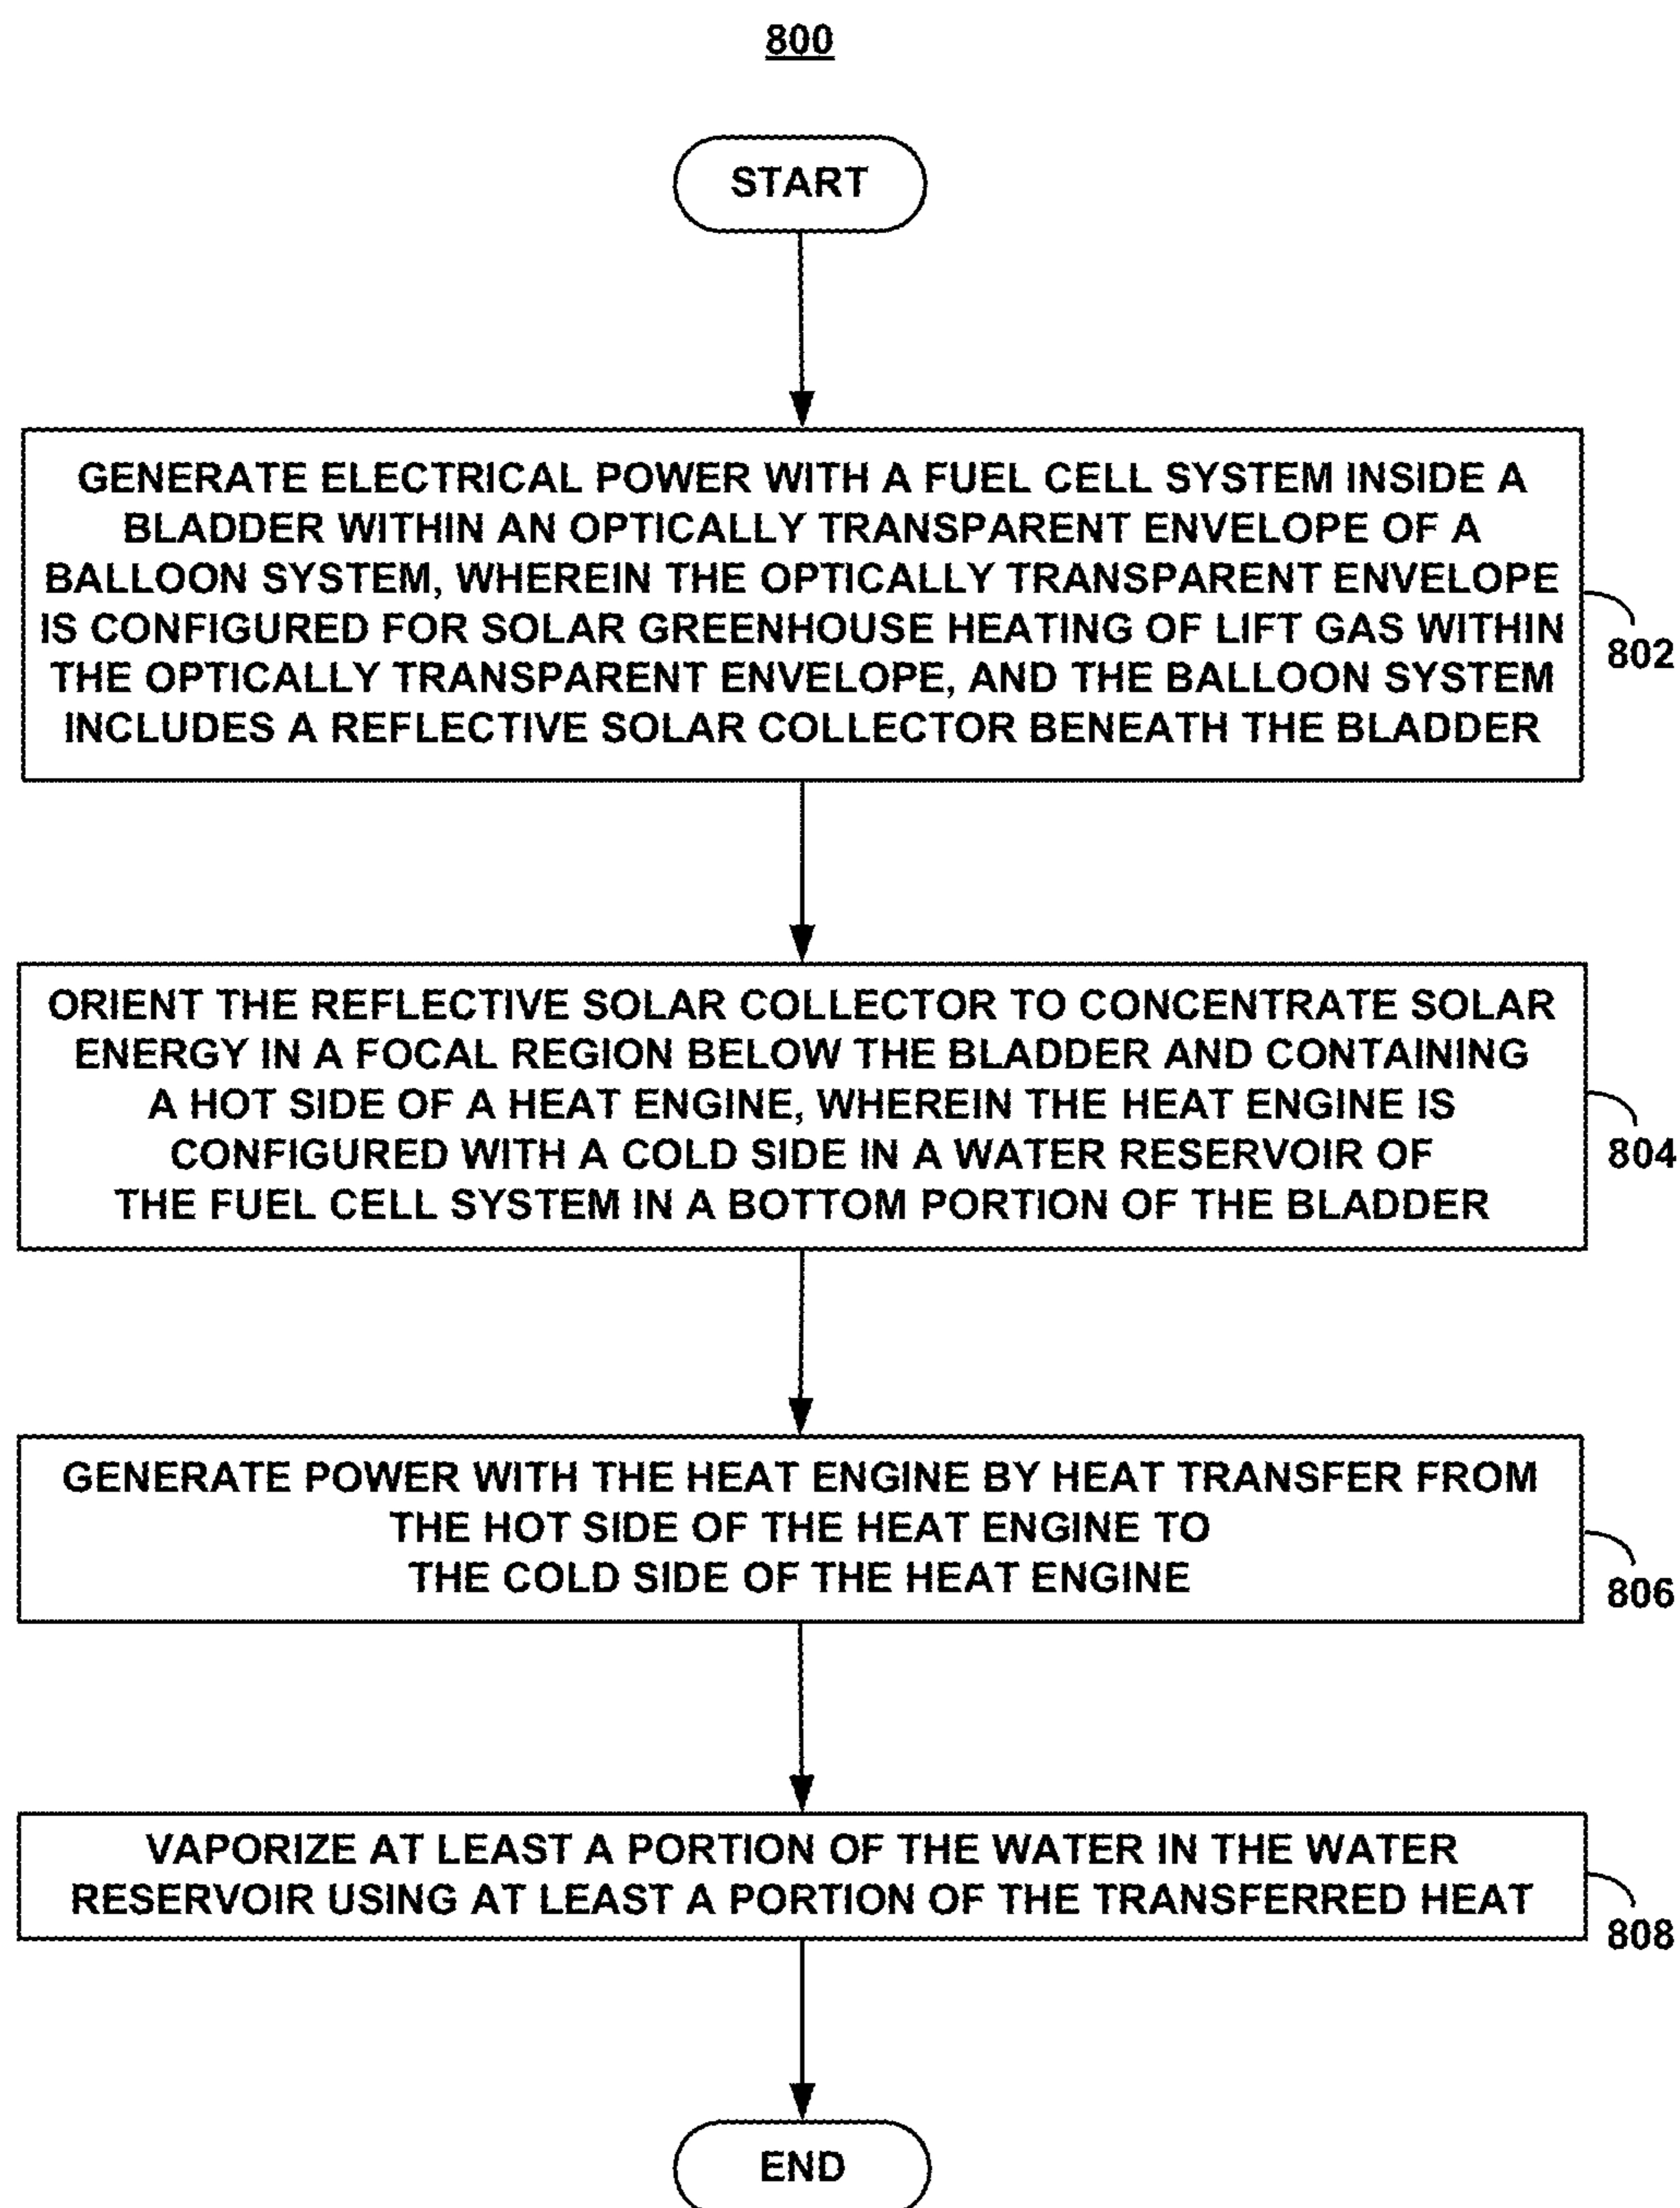 800
START
GENERATE ELECTRICAL POWER WITH A FUEL CELL SYSTEM INSIDE A
BLADDER WITHIN AN OPTICALLY TRANSPARENT ENVELOPE OF A
BALLOON SYSTEM, WHEREIN THE OPTICALLY TRANSPARENT ENVELOPE
IS CONFIGURED FOR SOLAR GREENHOUSE HEATING OF LIFT GAS WITHIN
THE OPTICALLY TRANSPARENT ENVELOPE, AND THE BALLOON SYSTEM
INCLUDES A REFLECTIVE SOLAR COLLECTOR BENEATH THE BLADDER
802
ORIENT THE REFLECTIVE SOLAR COLLECTOR TO CONCENTRATE SOLAR
ENERGY IN A FOCAL REGION BELOW THE BLADDER AND CONTAINING
A HOT SIDE OF A HEAT ENGINE, WHEREIN THE HEAT ENGINE IS
CONFIGURED WITH A COLD SIDE IN A WATER RESERVOIR OF
THE FUEL CELL SYSTEM IN A BOTTOM PORTION OF THE BLADDER
804
GENERATE POWER WITH THE HEAT ENGINE BY HEAT TRANSFER FROM
THE HOT SIDE OF THE HEAT ENGINE TO
THE COLD SIDE OF THE HEAT ENGINE
806
VAPORIZE AT LEAST A PORTION OF THE WATER IN THE WATER
RESERVOIR USING AT LEAST A PORTION OF THE TRANSFERRED HEAT
808
END